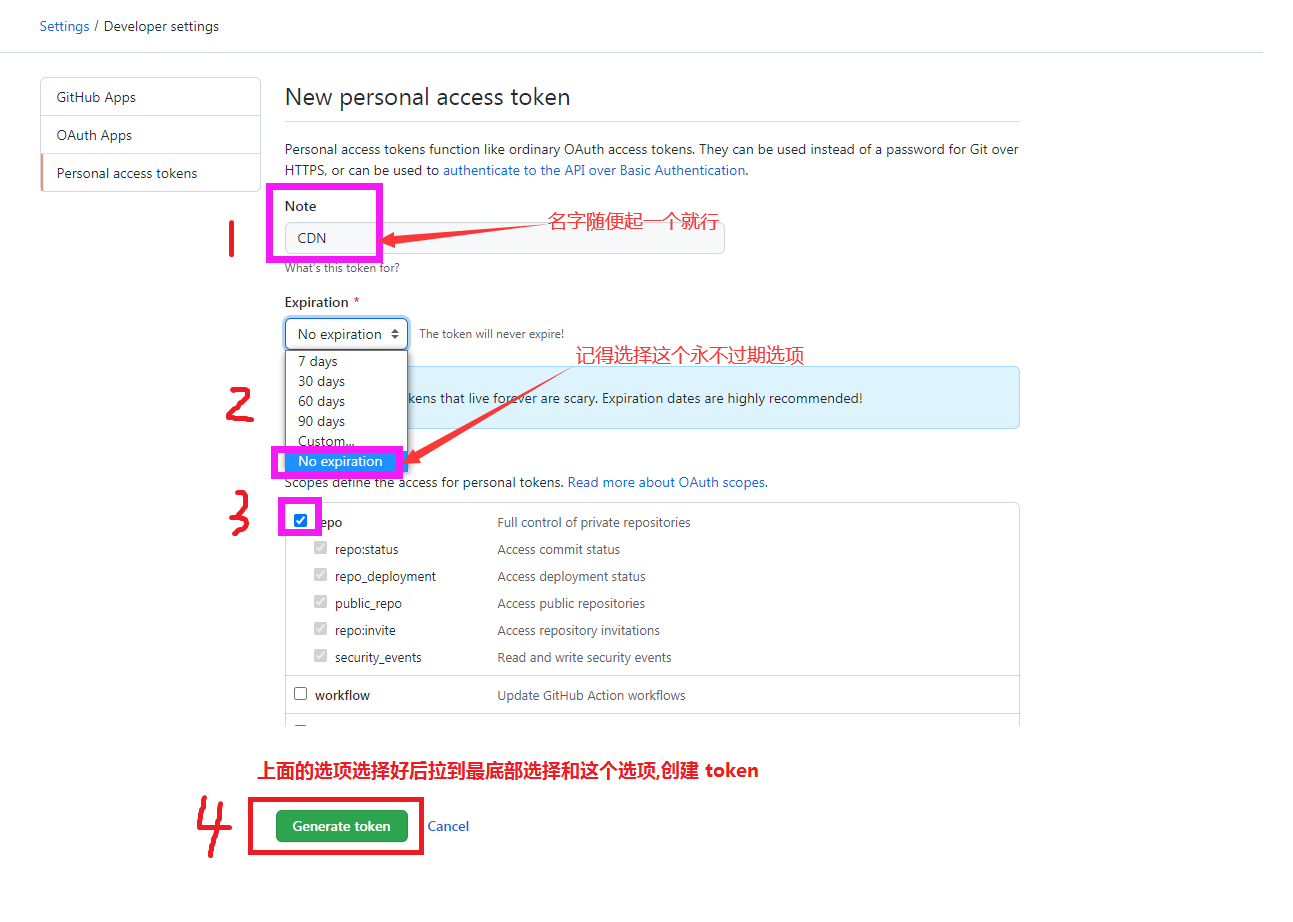 Settings / Developer settings
GitHub Apps
OAuth Apps
Personal access tokens
New personal access token
Personal access tokens function like ordinary OAuth access tokens. They can be used instead of a password for Git over
HTTPS, or can be used to authenticate to the API over Basic Authentication.
Note
1
CDN
名字随便起一个就行
What's this token for?
Expiration *
No expiration
The token will never expire!
记得选择这个永不过期选项
7 days
30 days
60 days
90 days
Custom...
No expiration
2
that live forever are scary. Expiration dates are highly recommended!
Scopes define the access for personal tokens. Read more about OAuth scopes.
3
epo Full control of private repositories
repo:status Access commit status
repo_deployment Access deployment status
public_repo Access public repositories
repo:invite Access repository invitations
security_events Read and write security events
workflow Update GitHub Action workflows
上面的选项选择好后拉到最底部选择和这个选项,创建 token
4
Generate token Cancel